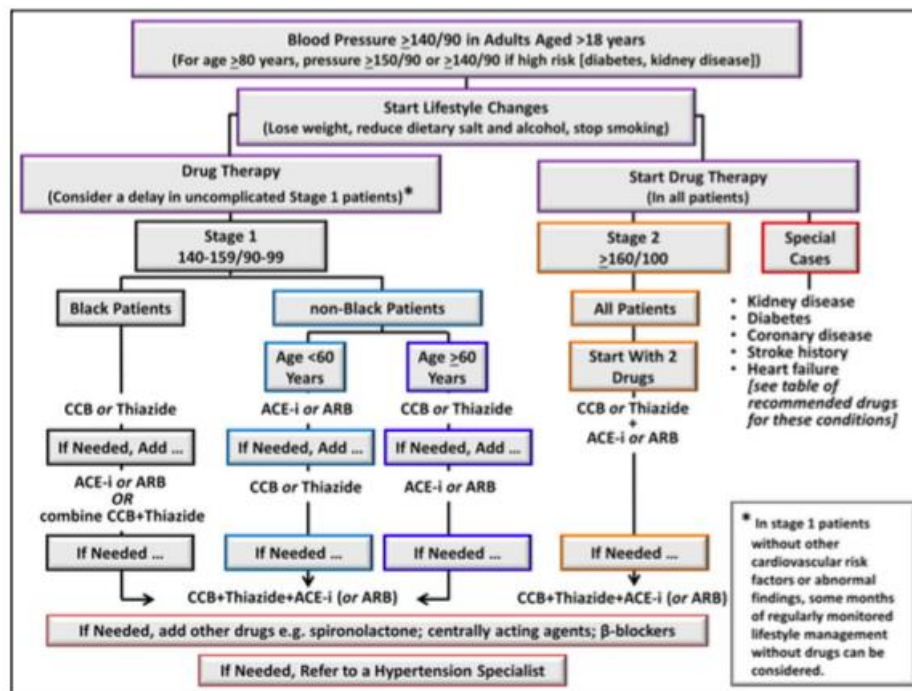 Blood Pressure ≥140/90 in Adults Aged >18 years
(For age ≥80 years, pressure ≥150/90 or ≥140/90 if high risk [diabetes, kidney disease])
Start Lifestyle Changes
(Lose weight, reduce dietary salt and alcohol, stop smoking)
Drug Therapy
(Consider a delay in uncomplicated Stage 1 patients)*
Stage 1
140-159/90-99
Black Patients
CCB or Thiazide
If Needed, Add ...
ACE-i or ARB
OR
combine CCB+Thiazide
If Needed ...
non-Black Patients
Age <60
Years
ACE-i or ARB
If Needed, Add ...
CCB or Thiazide
If Needed ...
Age ≥60
Years
CCB or Thiazide
If Needed, Add ...
ACE-i or ARB
If Needed ...
CCB+Thiazide+ACE-i (or ARB)
Start Drug Therapy
(In all patients)
Stage 2
≥160/100
All Patients
Start With 2
Drugs
CCB or Thiazide
+
ACE-i or ARB
If Needed ...
CCB+Thiazide+ACE-i (or ARB)
Special
Cases
• Kidney disease
• Diabetes
• Coronary disease
• Stroke history
• Heart failure
[see table of
recommended drugs
for these conditions]
If Needed, add other drugs e.g. spironolactone; centrally acting agents; β-blockers
If Needed, Refer to a Hypertension Specialist
* In stage 1 patients
without other
cardiovascular risk
factors or abnormal
findings, some months
of regularly monitored
lifestyle management
without drugs can be
considered.